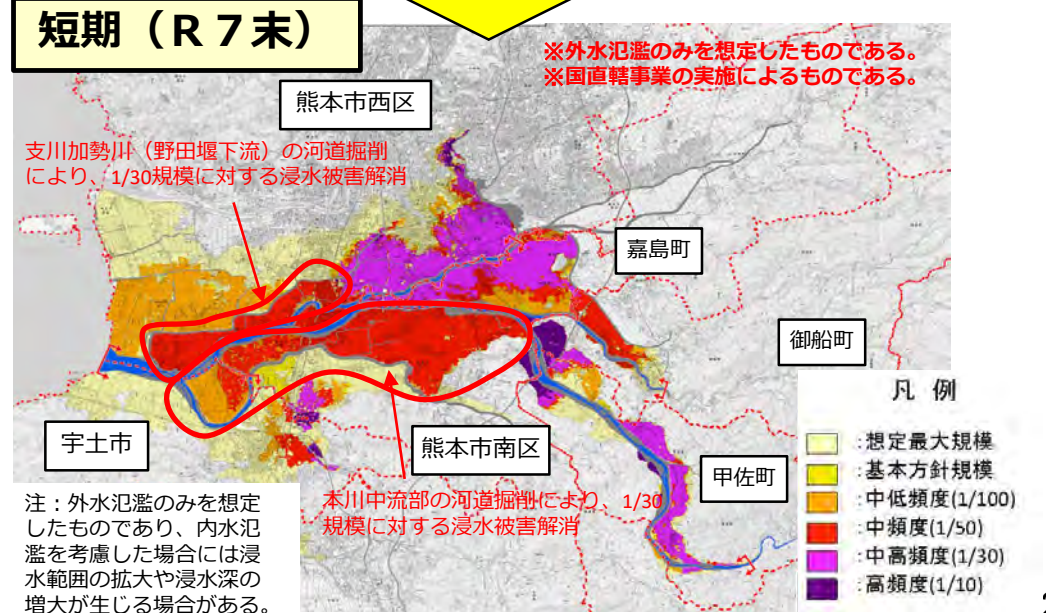 短期（Ｒ７末）
※外水氾濫のみを想定したものである。
※国直轄事業の実施によるものである。
熊本市西区
支川加勢川（野田堰下流）の河道掘削
により、1/30規模に対する浸水被害解消
嘉島町
御船町
宇土市
熊本市南区
甲佐町
本川中流部の河道掘削により、1/30
規模に対する浸水被害解消
注：外水氾濫のみを想定
したものであり、内水氾
濫を考慮した場合には浸
水範囲の拡大や浸水深の
増大が生じる場合がある。
凡 例
:想定最大規模
:基本方針規模
:中低頻度(1/100)
:中頻度(1/50)
:中高頻度(1/30)
:高頻度(1/10)